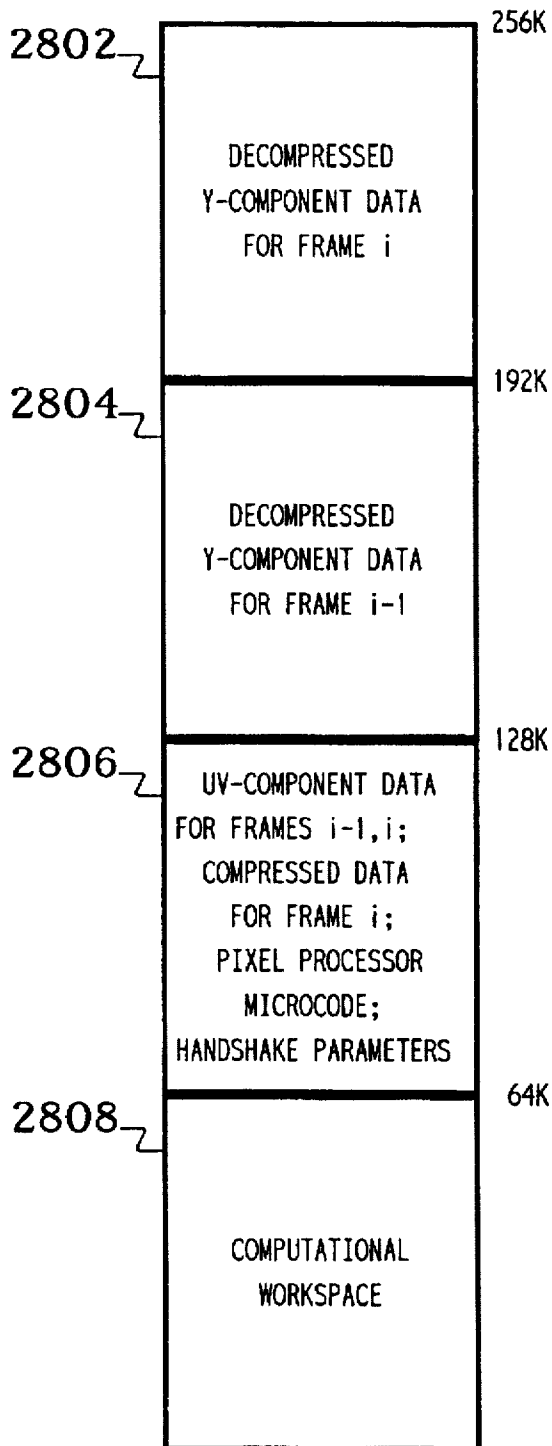 256K
2802
DECOMPRESSED
Y-COMPONENT DATA
FOR FRAME i
192K
2804
DECOMPRESSED
Y-COMPONENT DATA
FOR FRAME i-1
128K
2806
UV-COMPONENT DATA
FOR FRAMES i-1,i;
COMPRESSED DATA
FOR FRAME i;
PIXEL PROCESSOR
MICROCODE;
HANDSHAKE PARAMETERS
64K
2808
COMPUTATIONAL
WORKSPACE